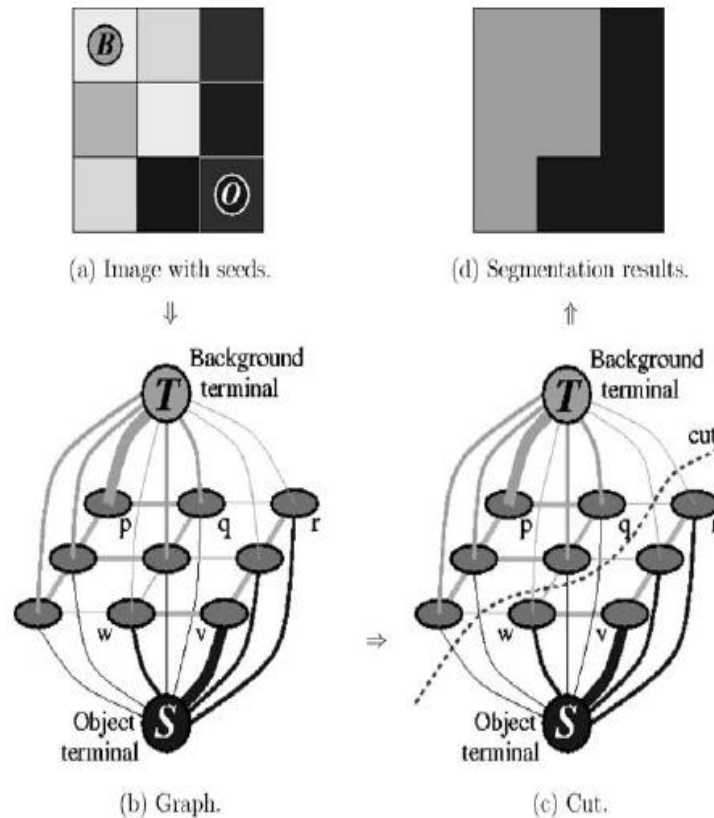 B
O
(a) Image with seeds.
(d) Segmentation results.
⇓
⇑
Background
terminal
T
p
q
r
w
v
S
Object
terminal
(b) Graph.
⇒
Background
terminal
T
cut
p
q
w
v
S
Object
terminal
(c) Cut.